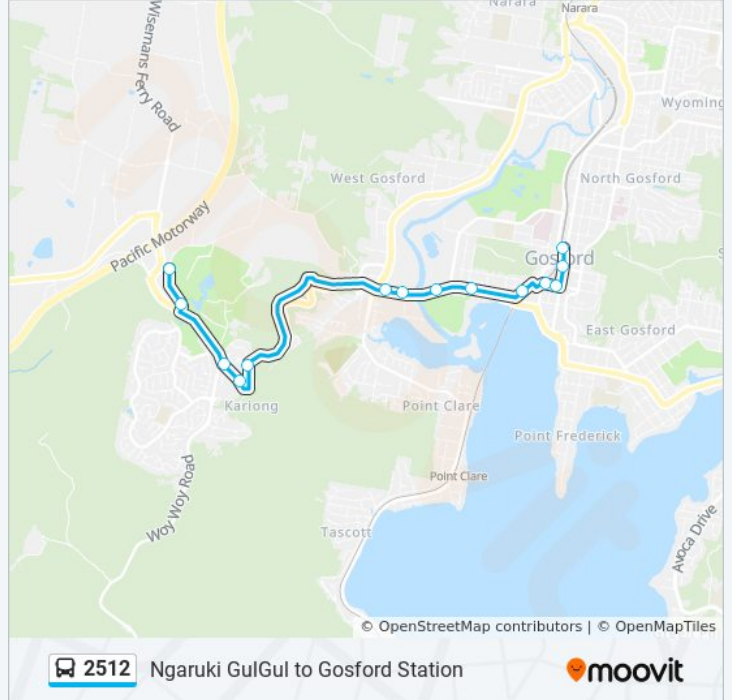 Narara
Narara
Wisemans Ferry Road
Wyoming
West Gosford
North Gosford
Pacific Motorway
Gosford
East Gosford
Kariong
Point Clare
Point Frederick
Point Clare
Woy Woy Road
Tascott
Avoca Drive
© OpenStreetMap contributors | © OpenMapTiles
2512 Ngaruki GulGul to Gosford Station
moovit